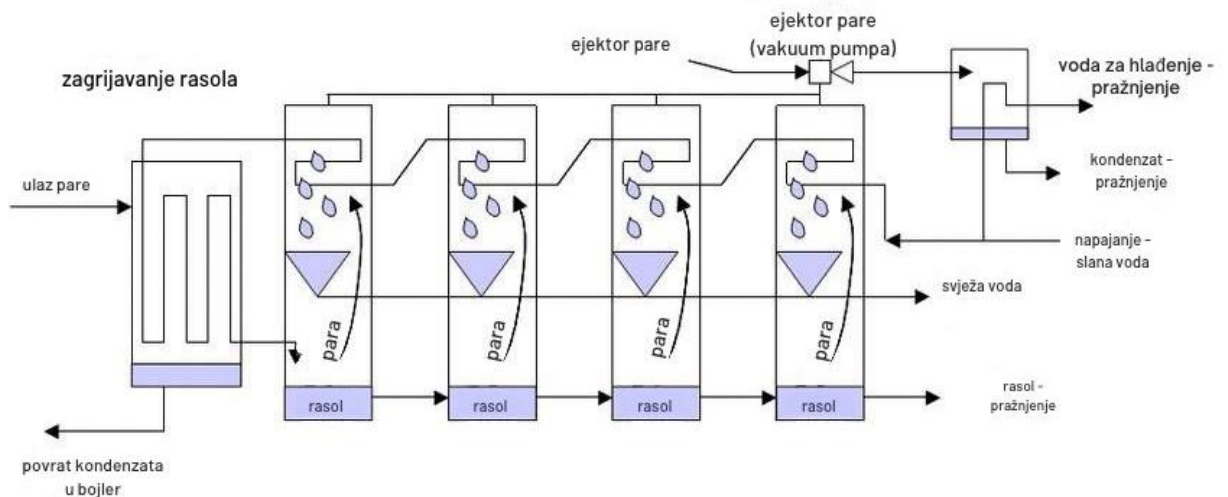 ejektor pare
(vakuum pumpa)
ejektor pare
voda za hlađenje -
pražnjenje
zagrijavanje rasola
kondzenzat -
pražnjenje
ulaz pare
napajanje -
slana voda
svježa voda
para
para
para
para
rasol
rasol
rasol
rasol
rasol -
pražnjenje
povrat kondenzata
u bojler